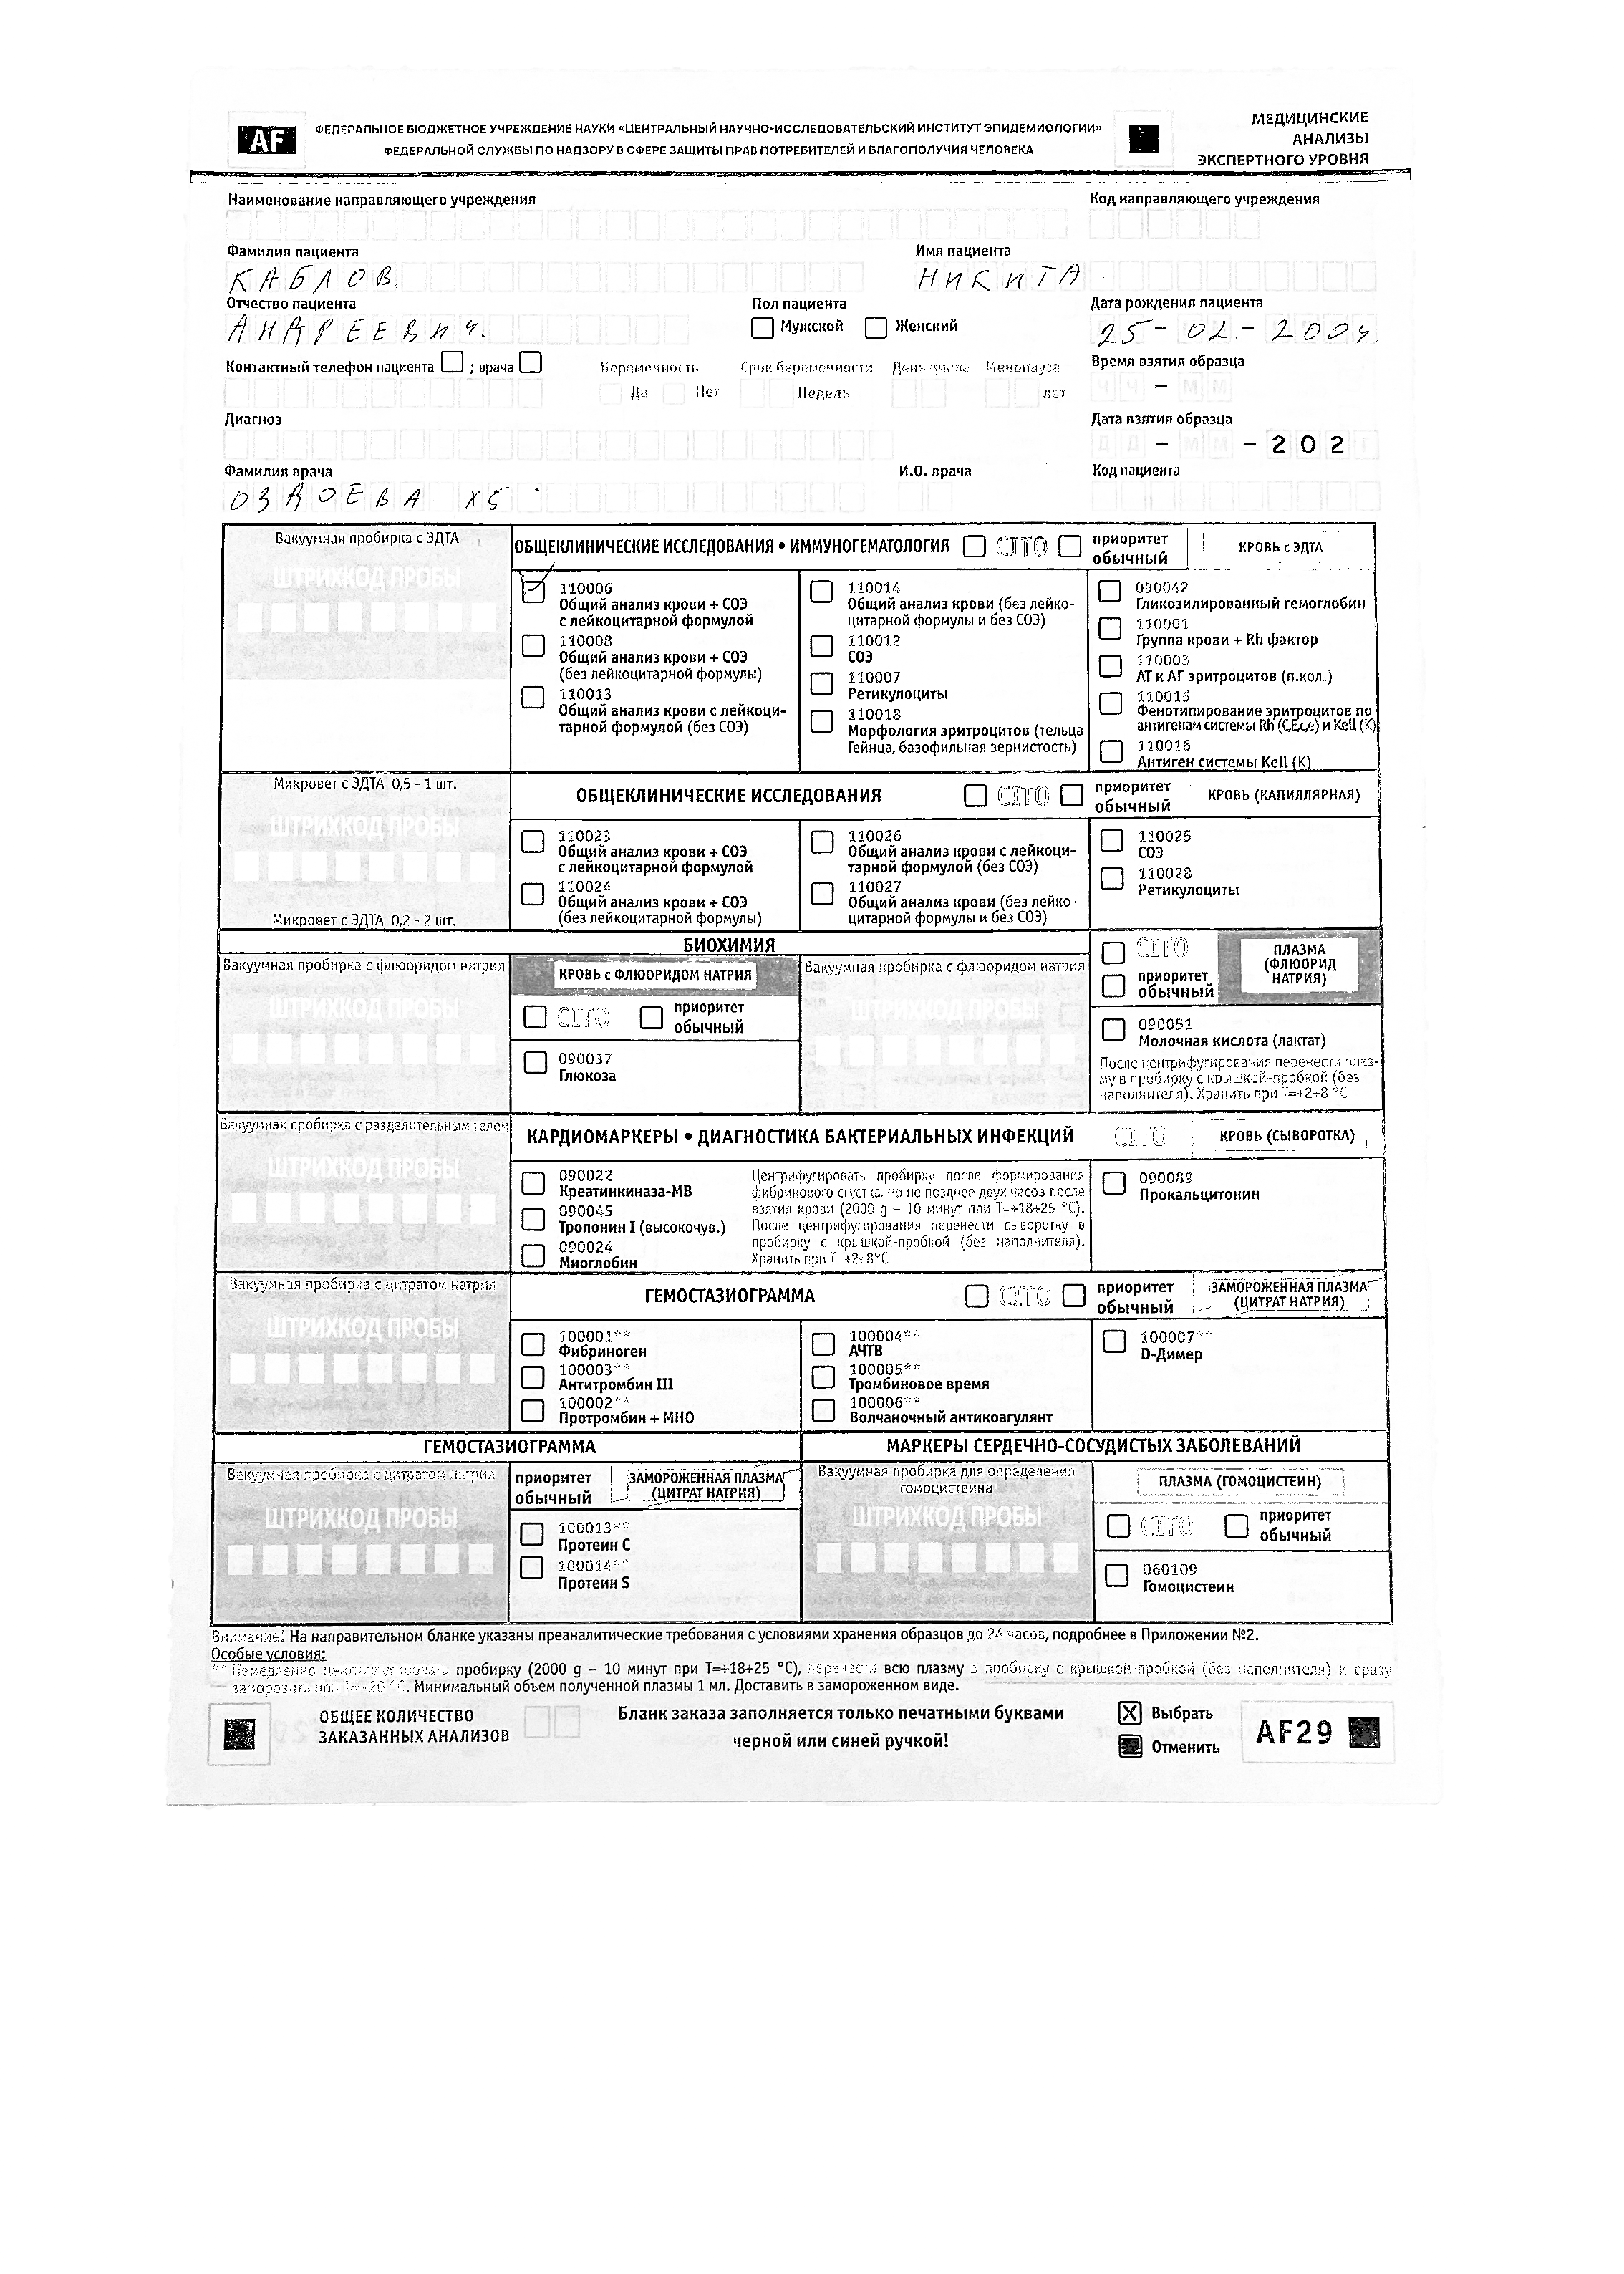 AF
ФЕДЕРАЛЬНОЕ БЮДЖЕТНОЕ УЧРЕЖДЕНИЕ НАУКИ «ЦЕНТРАЛЬНЫЙ НАУЧНО-ИССЛЕДОВАТЕЛЬСКИЙ ИНСТИТУТ ЭПИДЕМИОЛОГИИ»
ФЕДЕРАЛЬНОЙ СЛУЖБЫ ПО НАДЗОРУ В СФЕРЕ ЗАЩИТЫ ПРАВ ПОТРЕБИТЕЛЕЙ И БЛАГОПОЛУЧИЯ ЧЕЛОВЕКА
МЕДИЦИНСКИЕ
АНАЛИЗЫ
ЭКСПЕРТНОГО УРОВНЯ
Наименование направляющего учреждения
Код направляющего учреждения
Фамилия пациента
Имя пациента
КАБЛОВ.
НИКИТА
Отчество пациента
Пол пациента
Дата рождения пациента
АНДРЕЕВИЧ.
Мужской
Женский
25-02.-2004.
Контактный телефон пациента ; врача
Беременность
Срок беременности
День цикла
Менопауза
Время взятия образца
Да
Нет
Недель
лет
–
Диагноз
Дата взятия образца
– – 2 0 2
Фамилия врача
И.О. врача
Код пациента
ОЗДОЕВА ХБ
Вакуумная пробирка с ЭДТА
ШТРИХКОД ПРОБЫ
ОБЩЕКЛИНИЧЕСКИЕ ИССЛЕДОВАНИЯ • ИММУНОГЕМАТОЛОГИЯ
CITO
приоритет
обычный
КРОВЬ с ЭДТА
110006
Общий анализ крови + СОЭ
с лейкоцитарной формулой
110008
Общий анализ крови + СОЭ
(без лейкоцитарной формулы)
110013
Общий анализ крови с лейкоци-
тарной формулой (без СОЭ)
110014
Общий анализ крови (без лейко-
цитарной формулы и без СОЭ)
110012
СОЭ
110007
Ретикулоциты
110018
Морфология эритроцитов (тельца
Гейнца, базофильная зернистость)
090042
Гликозилированный гемоглобин
110001
Группа крови + Rh фактор
110003
АТ к АГ эритроцитов (п.кол.)
110015
Фенотипирование эритроцитов по
антигенам системы Rh (C,E,c,e) и Kell (K)
110016
Антиген системы Kell (K)
Микровет с ЭДТА 0,5 - 1 шт.
ШТРИХКОД ПРОБЫ
Микровет с ЭДТА 0,2 - 2 шт.
ОБЩЕКЛИНИЧЕСКИЕ ИССЛЕДОВАНИЯ
CITO
приоритет
обычный
КРОВЬ (КАПИЛЛЯРНАЯ)
110023
Общий анализ крови + СОЭ
с лейкоцитарной формулой
110024
Общий анализ крови + СОЭ
(без лейкоцитарной формулы)
110026
Общий анализ крови с лейкоци-
тарной формулой (без СОЭ)
110027
Общий анализ крови (без лейко-
цитарной формулы и без СОЭ)
110025
СОЭ
110028
Ретикулоциты
БИОХИМИЯ
Вакуумная пробирка с флюоридом натрия
ШТРИХКОД ПРОБЫ
КРОВЬ с ФЛЮОРИДОМ НАТРИЯ
CITO
приоритет
обычный
090037
Глюкоза
Вакуумная пробирка с флюоридом натрия
ШТРИХКОД ПРОБЫ
CITO
приоритет
обычный
ПЛАЗМА
(ФЛЮОРИД
НАТРИЯ)
090051
Молочная кислота (лактат)
После центрифугирования перенести плаз-
му в пробирку с крышкой-пробкой (без
наполнителя). Хранить при Т=+2÷8 °С
Вакуумная пробирка с разделительным гелем
ШТРИХКОД ПРОБЫ
КАРДИОМАРКЕРЫ • ДИАГНОСТИКА БАКТЕРИАЛЬНЫХ ИНФЕКЦИЙ
CITO
КРОВЬ (СЫВОРОТКА)
090022
Креатинкиназа-МВ
090045
Тропонин I (высокочув.)
090024
Миоглобин
Центрифугировать пробирку после формирования
фибринового сгустка, но не позднее двух часов после
взятия крови (2000 g – 10 минут при Т=+18+25 °С).
После центрифугирования перенести сыворотку в
пробирку с крышкой-пробкой (без наполнителя).
Хранить при Т=+2÷8°С
090089
Прокальцитонин
Вакуумная пробирка с цитратом натрия
ШТРИХКОД ПРОБЫ
ГЕМОСТАЗИОГРАММА
CITO
приоритет
обычный
ЗАМОРОЖЕННАЯ ПЛАЗМА
(ЦИТРАТ НАТРИЯ)
100001**
Фибриноген
100003**
Антитромбин III
100002**
Протромбин + МНО
100004**
АЧТВ
100005**
Тромбиновое время
100006**
Волчаночный антикоагулянт
100007**
D-Димер
ГЕМОСТАЗИОГРАММА
МАРКЕРЫ СЕРДЕЧНО-СОСУДИСТЫХ ЗАБОЛЕВАНИЙ
Вакуумная пробирка с цитратом натрия
ШТРИХКОД ПРОБЫ
приоритет
обычный
ЗАМОРОЖЕННАЯ ПЛАЗМА
(ЦИТРАТ НАТРИЯ)
100013**
Протеин C
100014**
Протеин S
Вакуумная пробирка для определения
гомоцистеина
ШТРИХКОД ПРОБЫ
ПЛАЗМА (ГОМОЦИСТЕИН)
CITO
приоритет
обычный
060109
Гомоцистеин
Внимание! На направительном бланке указаны преаналитические требования с условиями хранения образцов до 24 часов, подробнее в Приложении №2.
Особые условия:
** Немедленно центрифугировать пробирку (2000 g – 10 минут при Т=+18+25 °С), перенести всю плазму в пробирку с крышкой-пробкой (без наполнителя) и сразу
заморозить при Т=-20 °С. Минимальный объем полученной плазмы 1 мл. Доставить в замороженном виде.
ОБЩЕЕ КОЛИЧЕСТВО
ЗАКАЗАННЫХ АНАЛИЗОВ
Бланк заказа заполняется только печатными буквами
черной или синей ручкой!
Выбрать
Отменить
AF29